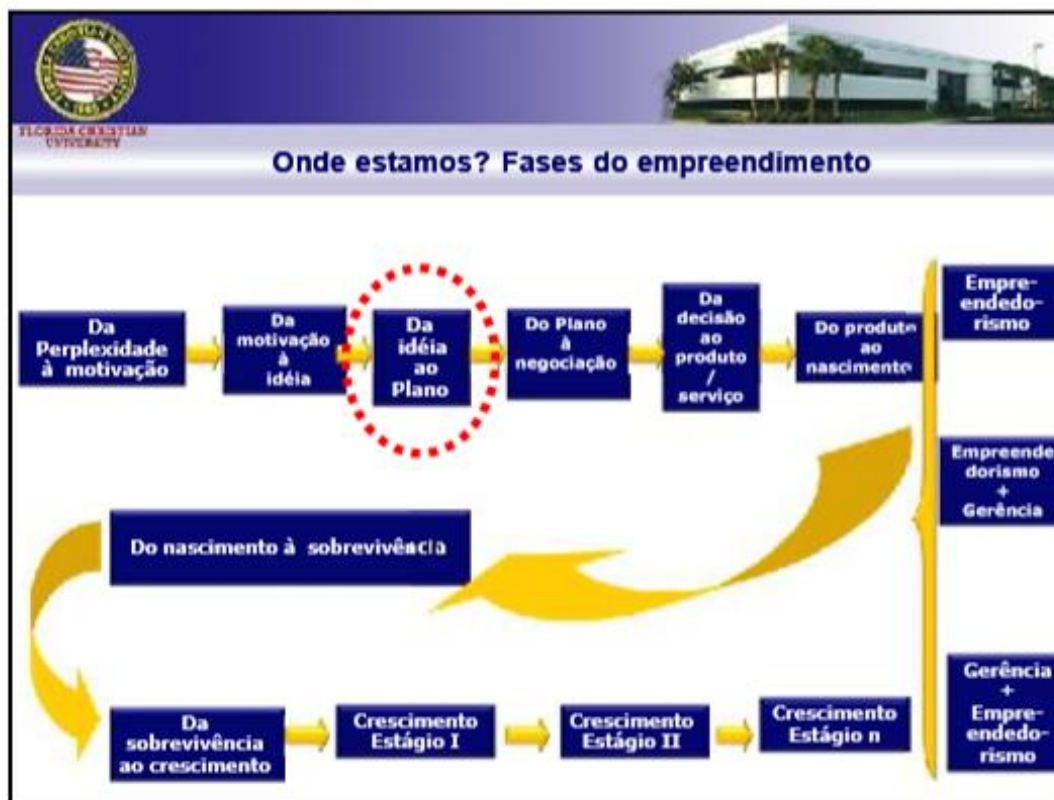 FLORIDA CHRISTIAN
UNIVERSITY
Onde estamos? Fases do empreendimento
Da
Perplexidade
à motivação
Da
motivação
à
idéia
Da
idéia
ao
Plano
Do Plano
à
negociação
Da
decisão
ao
produto
/
serviço
Do produto
ao
nascimento
Empre-
endedo-
rismo
Empreende
dorismo
+
Gerência
Do nascimento à sobrevivência
Da
sobrevivência
ao crescimento
Crescimento
Estágio I
Crescimento
Estágio II
Crescimento
Estágio n
Gerência
+
Empre-
endedo-
rismo